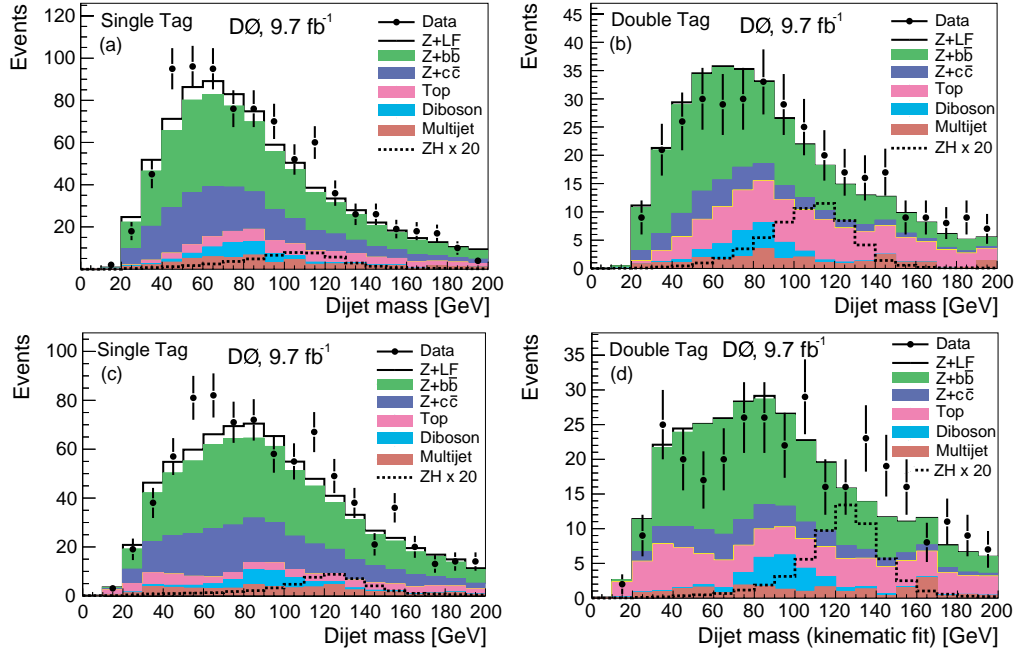 Single Tag DØ, 9.7 fb⁻¹
(a)
Data
Z+LF
Z+bb̄
Z+cc̄
Top
Diboson
Multijet
ZH x 20
Events
120
100
80
60
40
20
0 20 40 60 80 100 120 140 160 180 200
Dijet mass [GeV]
Double Tag DØ, 9.7 fb⁻¹
(b)
Data
Z+LF
Z+bb̄
Z+cc̄
Top
Diboson
Multijet
ZH x 20
Events
45
40
35
30
25
20
15
10
5
0
0 20 40 60 80 100 120 140 160 180 200
Dijet mass [GeV]
Single Tag DØ, 9.7 fb⁻¹
(c)
Data
Z+LF
Z+bb̄
Z+cc̄
Top
Diboson
Multijet
ZH x 20
Events
100
80
60
40
20
0
0 20 40 60 80 100 120 140 160 180 200
Dijet mass [GeV]
Double Tag DØ, 9.7 fb⁻¹
(d)
Data
Z+LF
Z+bb̄
Z+cc̄
Top
Diboson
Multijet
ZH x 20
Events
35
30
25
20
15
10
5
0
0 20 40 60 80 100 120 140 160 180 200
Dijet mass (kinematic fit) [GeV]